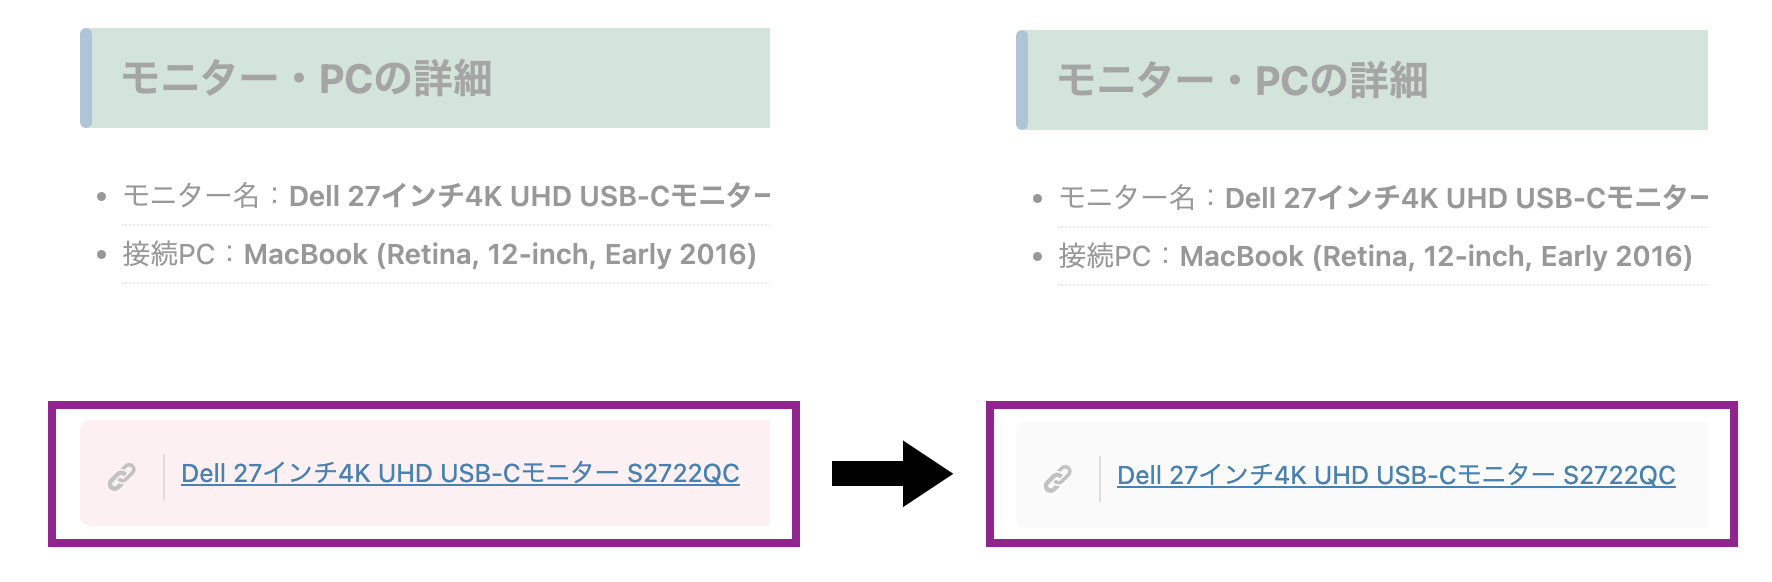 モニター・PCの詳細
モニター名：Dell 27インチ4K UHD USB-Cモニター
接続PC：MacBook (Retina, 12-inch, Early 2016)
Dell 27インチ4K UHD USB-Cモニター S2722QC
モニター・PCの詳細
モニター名：Dell 27インチ4K UHD USB-Cモニター
接続PC：MacBook (Retina, 12-inch, Early 2016)
Dell 27インチ4K UHD USB-Cモニター S2722QC